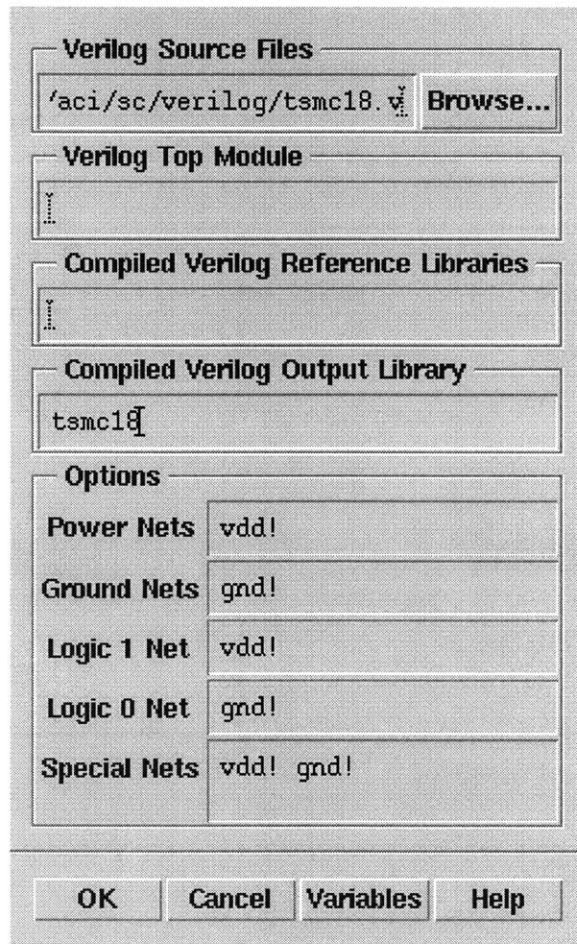 Verilog Source Files
/aci/sc/verilog/tsmc18.v Browse...
Verilog Top Module
Compiled Verilog Reference Libraries
Compiled Verilog Output Library
tsmc18
Options
Power Nets vdd!
Ground Nets gnd!
Logic 1 Net vdd!
Logic 0 Net gnd!
Special Nets vdd! gnd!
OK Cancel Variables Help